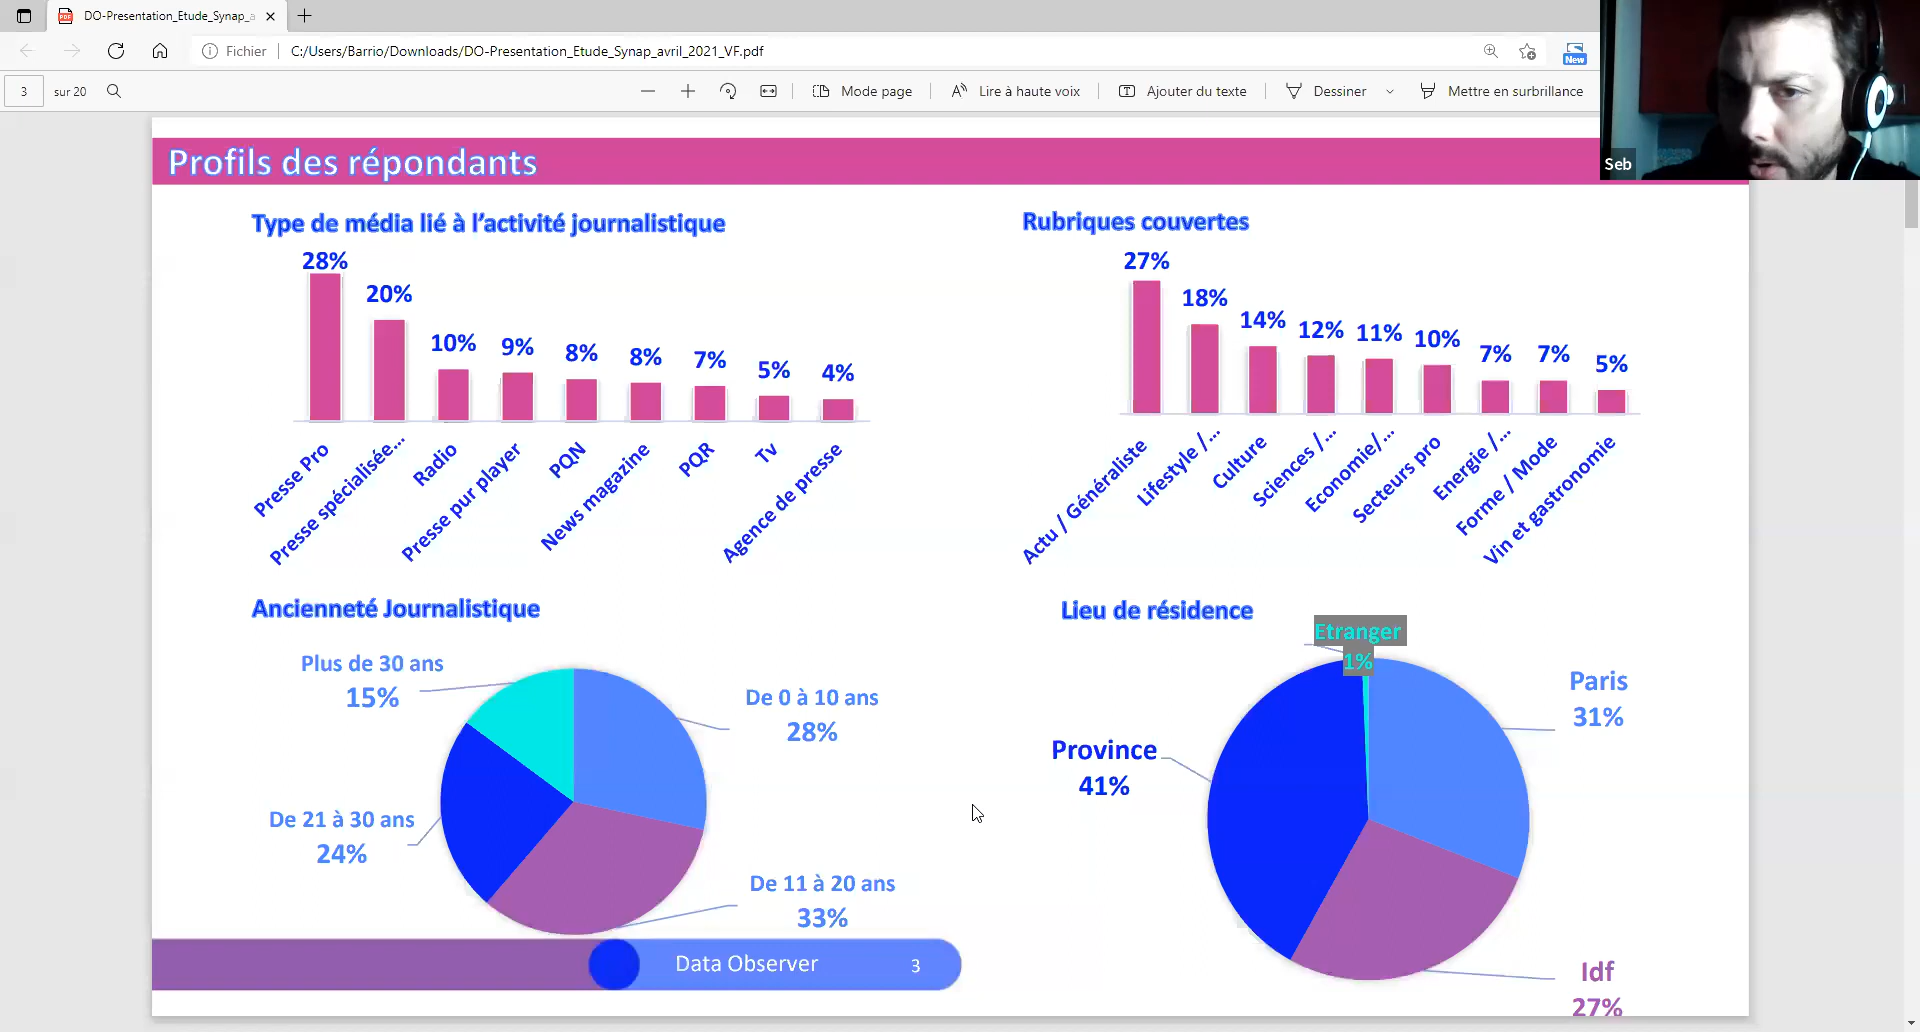 DO-Presentation_Etude_Synap_a
Fichier C:/Users/Barrio/Downloads/DO-Presentation_Etude_Synap_avril_2021_VF.pdf
New
3 sur 20
Mode page
Lire à haute voix
Ajouter du texte
Dessiner
Mettre en surbrillance
Seb
Profils des répondants
Type de média lié à l'activité journalistique
28%
20%
10%
9%
8%
8%
7%
5%
4%
Presse Pro
Presse spécialisée...
Radio
Presse pur player
PQN
News magazine
PQR
Tv
Agence de presse
Rubriques couvertes
27%
18%
14%
12%
11%
10%
7%
7%
5%
Actu / Généraliste
Lifestyle /...
Culture
Sciences /...
Economie/...
Secteurs pro
Energie /...
Forme / Mode
Vin et gastronomie
Ancienneté Journalistique
Plus de 30 ans
15%
De 0 à 10 ans
28%
De 21 à 30 ans
24%
De 11 à 20 ans
33%
Lieu de résidence
Etranger
1%
Paris
31%
Province
41%
Idf
27%
Data Observer 3